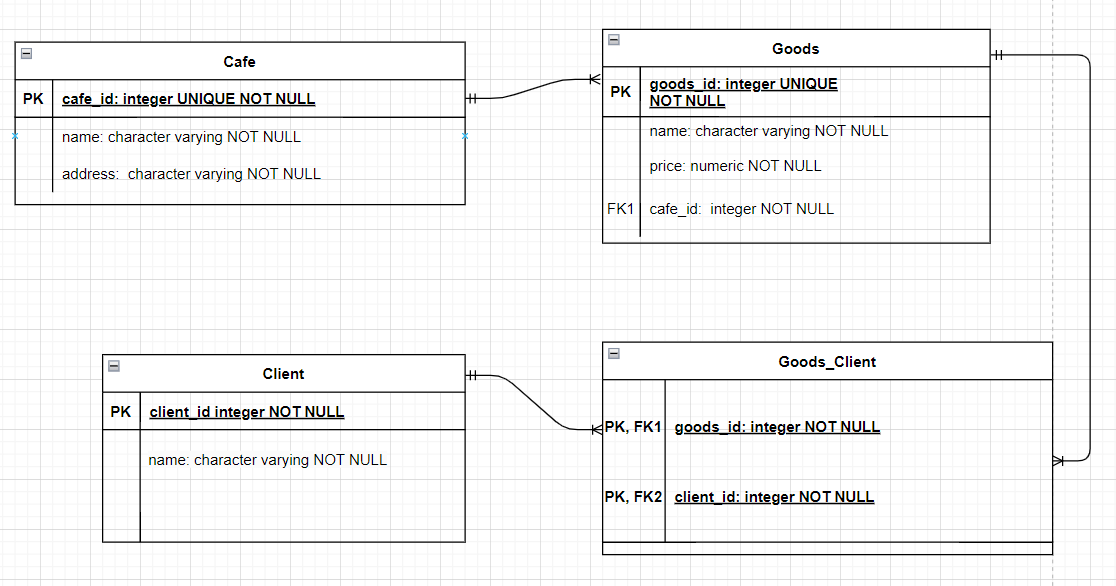 Cafe
PK cafe_id: integer UNIQUE NOT NULL
name: character varying NOT NULL
address:  character varying NOT NULL
Goods
PK goods_id: integer UNIQUE
NOT NULL
name: character varying NOT NULL
price: numeric NOT NULL
FK1 cafe_id:  integer NOT NULL
Client
PK client_id integer NOT NULL
name: character varying NOT NULL
Goods_Client
PK, FK1 goods_id: integer NOT NULL
PK, FK2 client_id: integer NOT NULL